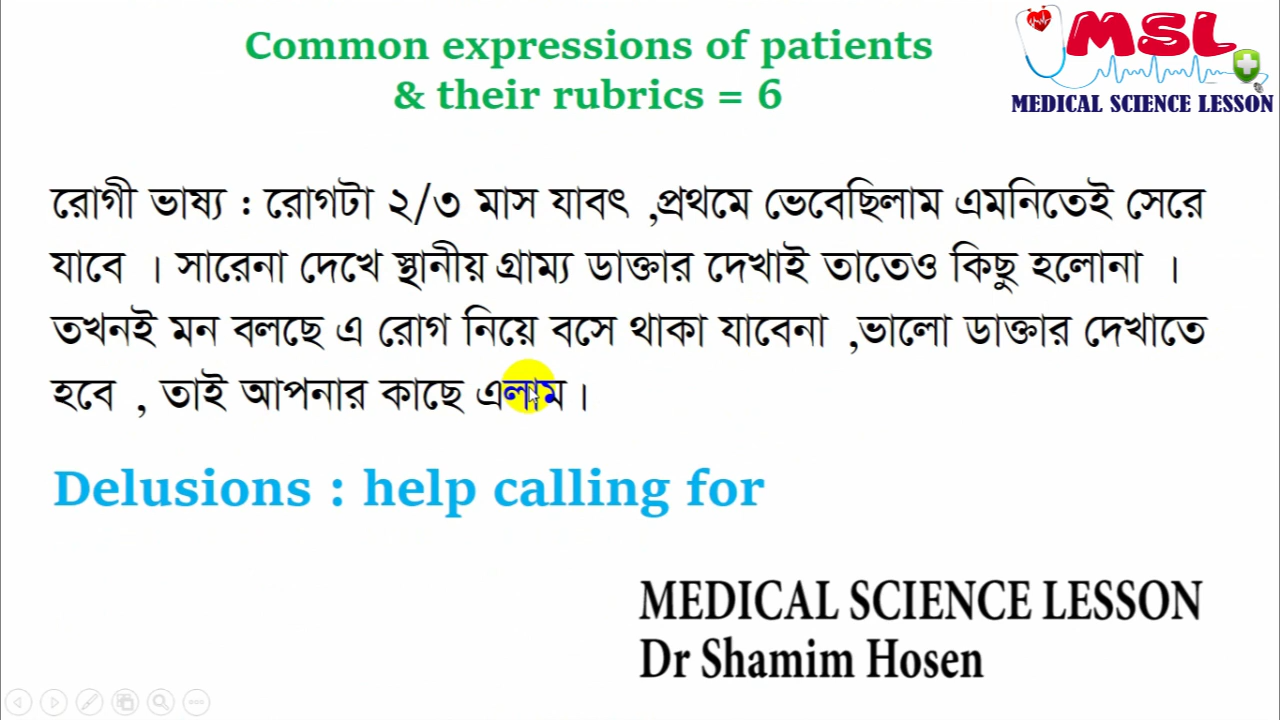 Common expressions of patients
& their rubrics = 6
MSL
MEDICAL SCIENCE LESSON
রোগী ভাষ্য : রোগটা ২/৩ মাস যাবৎ ,প্রথমে ভেবেছিলাম এমনিতেই সেরে
যাবে । সারেনা দেখে স্থানীয় গ্রাম্য ডাক্তার দেখাই তাতেও কিছু হলোনা ।
তখনই মন বলছে এ রোগ নিয়ে বসে থাকা যাবেনা ,ভালো ডাক্তার দেখাতে
হবে , তাই আপনার কাছে এলাম।
Delusions : help calling for
MEDICAL SCIENCE LESSON
Dr Shamim Hosen